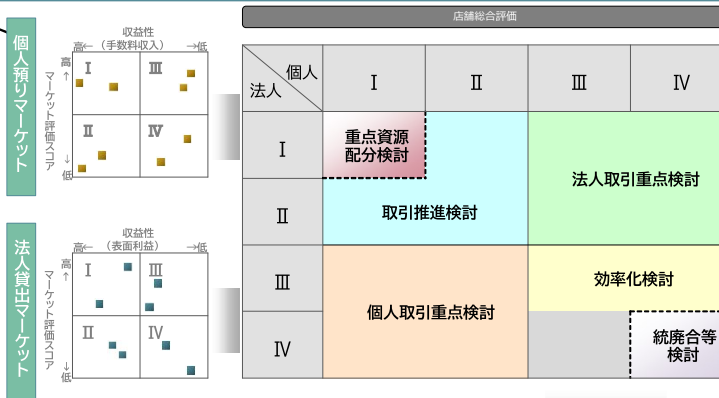 店舗総合評価
個人預りマーケット
収益性
高← （手数料収入） →低
高
↑
マーケット評価スコア
↓
低
Ⅰ
Ⅲ
Ⅱ
Ⅳ
法人貸出マーケット
収益性
高← （表面利益） →低
高
↑
マーケット評価スコア
↓
低
Ⅰ
Ⅲ
Ⅱ
Ⅳ
個人
法人
Ⅰ
Ⅱ
Ⅲ
Ⅳ
Ⅰ
重点資源
配分検討
法人取引重点検討
Ⅱ
取引推進検討
Ⅲ
効率化検討
個人取引重点検討
Ⅳ
統廃合等
検討